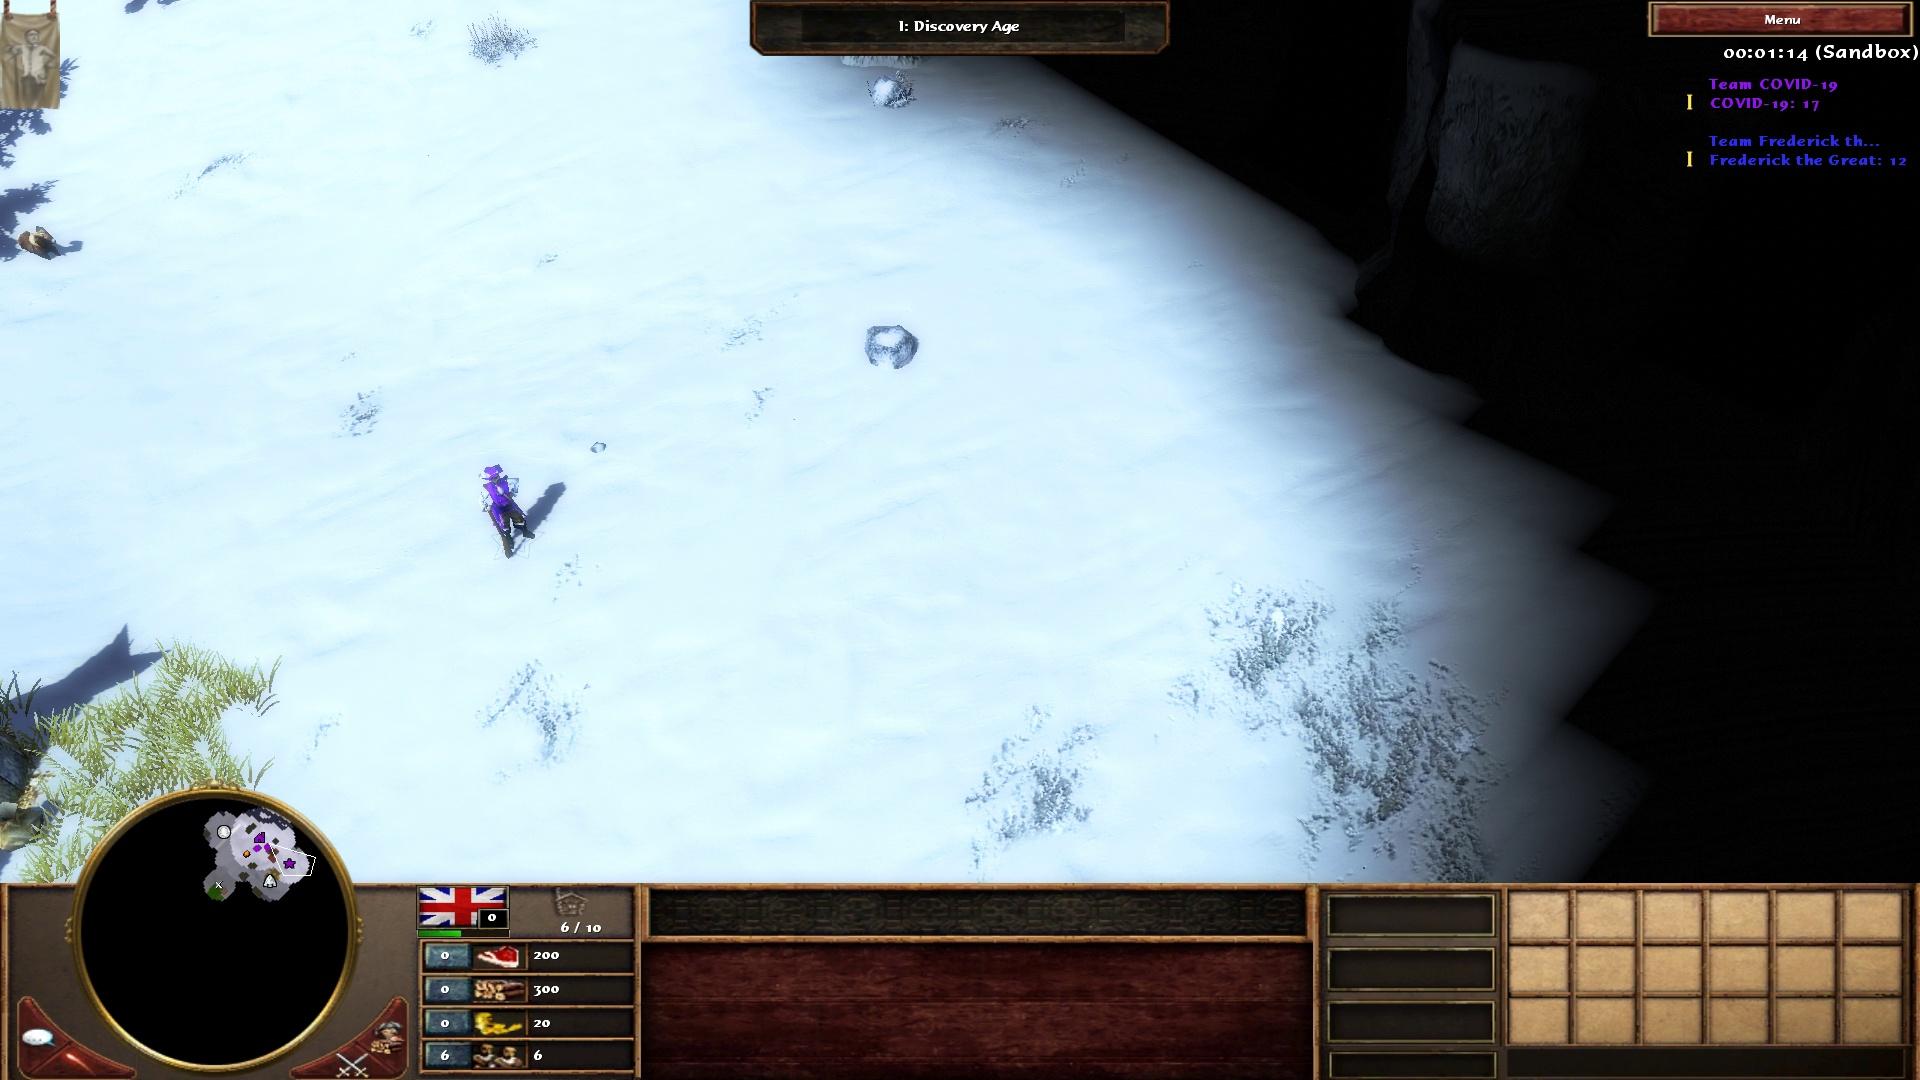 1: Discovery Age
Menu
00:01:14 (Sandbox)
Team COVID-19
I COVID-19: 17
Team Frederick th...
I Frederick the Great: 12
x
0
6 / 10
0 200
0 300
0 20
6 6